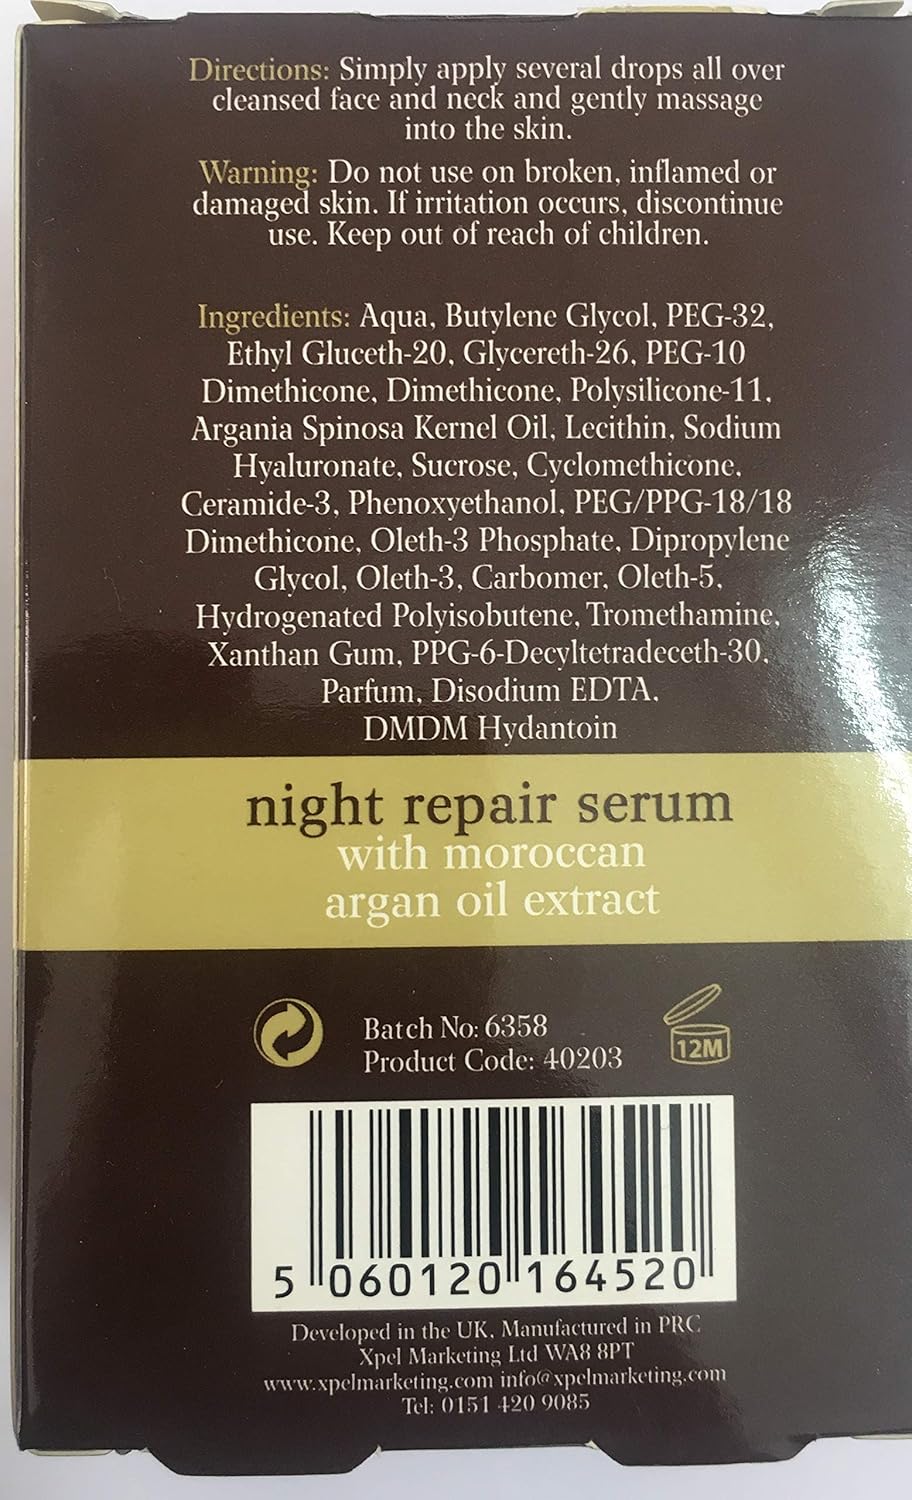 Directions: Simply apply several drops all over
cleansed face and neck and gently massage
into the skin.
Warning: Do not use on broken, inflamed or
damaged skin. If irritation occurs, discontinue
use. Keep out of reach of children.
Ingredients: Aqua, Butylene Glycol, PEG-32,
Ethyl Gluceth-20, Glycereth-26, PEG-10
Dimethicone, Dimethicone, Polysilicone-11,
Argania Spinosa Kernel Oil, Lecithin, Sodium
Hyaluronate, Sucrose, Cyclomethicone,
Ceramide-3, Phenoxyethanol, PEG/PPG-18/18
Dimethicone, Oleth-3 Phosphate, Dipropylene
Glycol, Oleth-3, Carbomer, Oleth-5,
Hydrogenated Polyisobutene, Tromethamine,
Xanthan Gum, PPG-6-Decyltetradeceth-30,
Parfum, Disodium EDTA,
DMDM Hydantoin
night repair serum
with moroccan
argan oil extract
Batch No: 6358
Product Code: 40203
12M
5 060120 164520
Developed in the UK, Manufactured in PRC
Xpel Marketing Ltd WA8 8PT
www.xpelmarketing.com info@xpelmarketing.com
Tel: 0151 420 9085